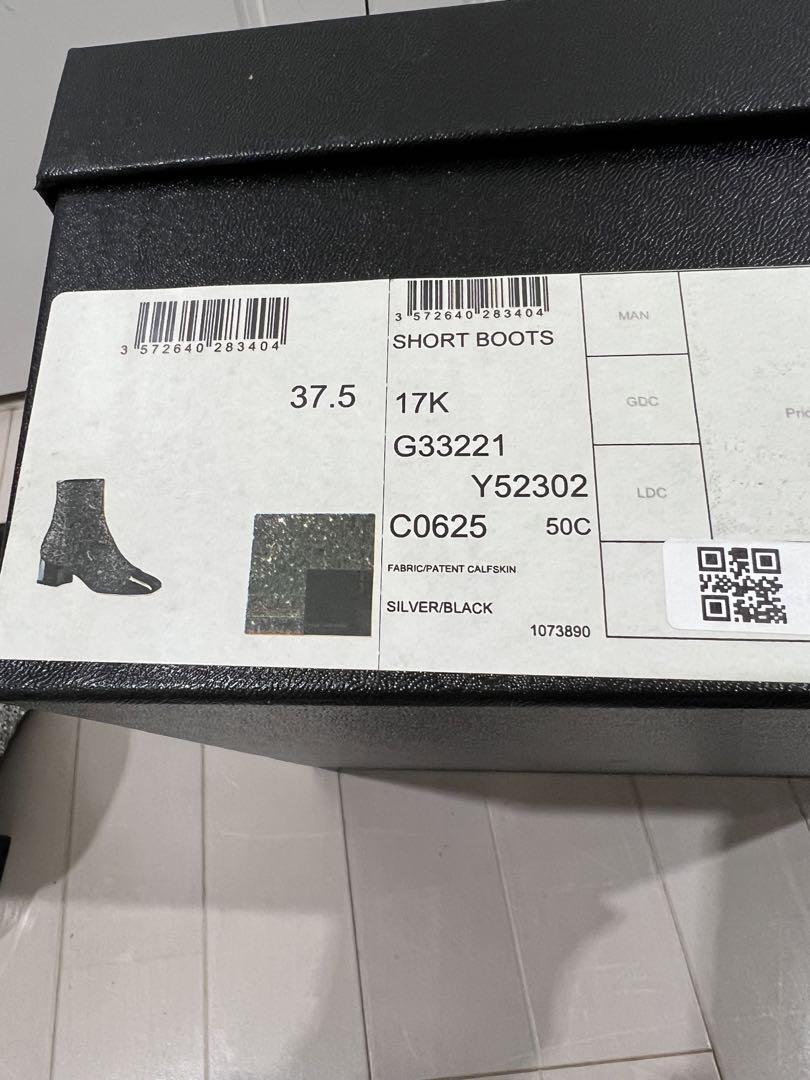 3 572640 283404
37.5
3 572640 283404
SHORT BOOTS
17K
G33221
Y52302
C0625 50C
FABRIC/PATENT CALFSKIN
SILVER/BLACK
1073890
MAN
GDC
LDC